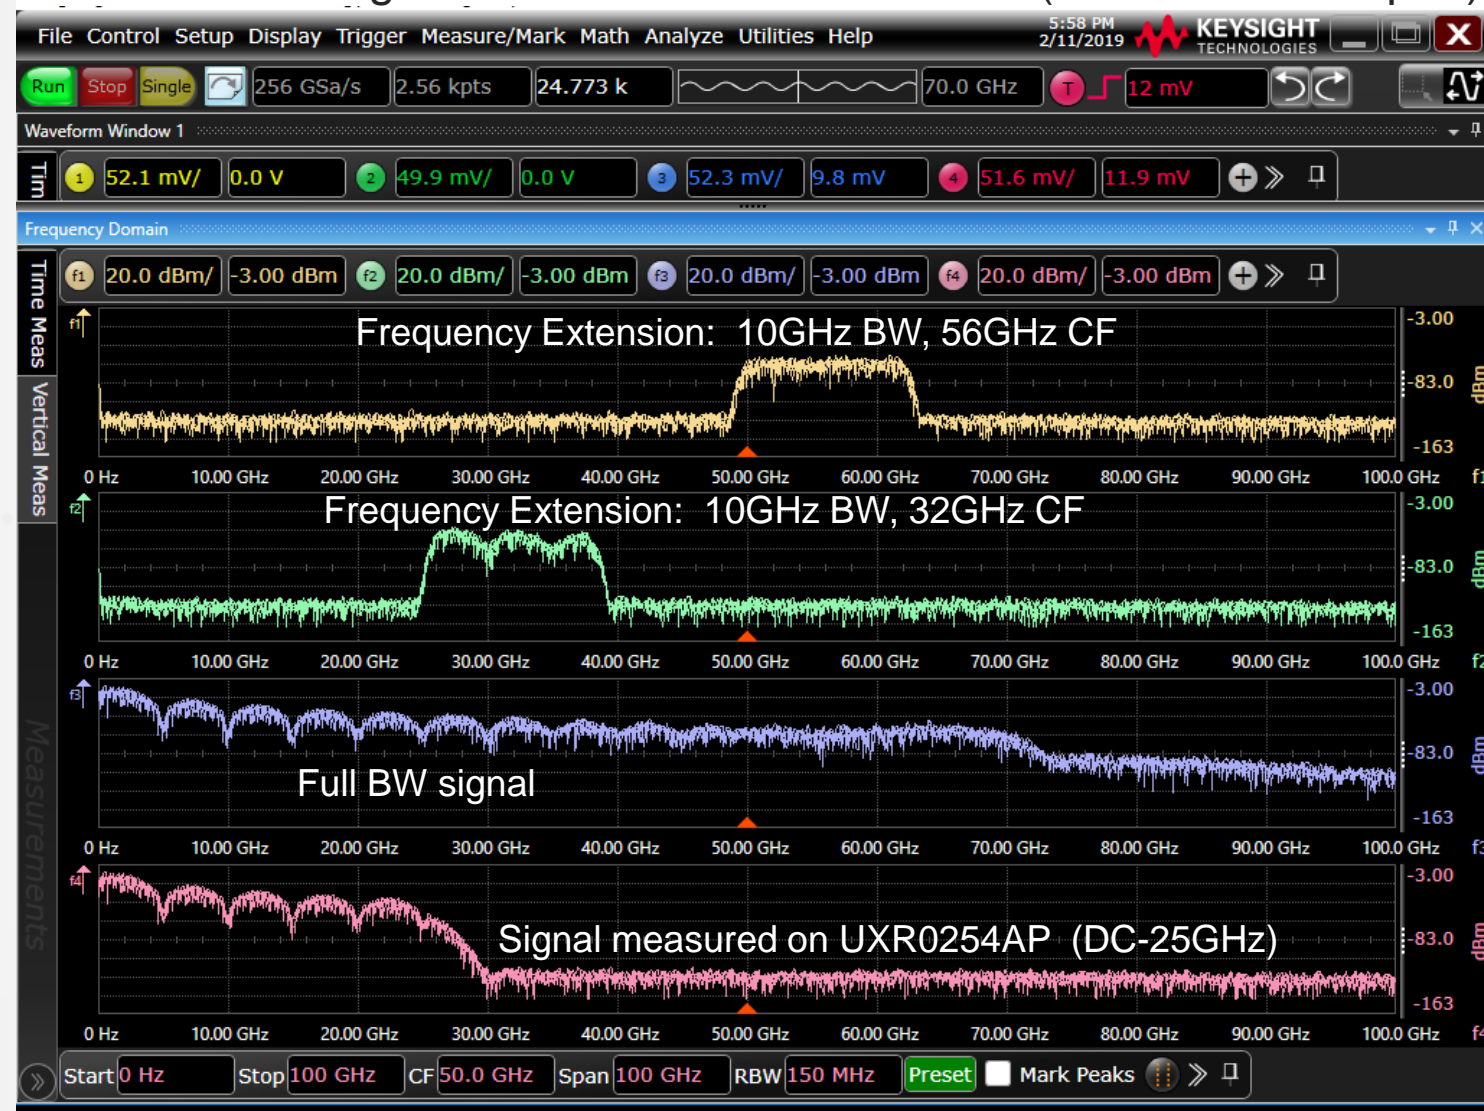 5:58 PM
File Control Setup Display Trigger Measure/Mark Math Analyze Utilities Help 2/11/2019 KEYSIGHT TECHNOLOGIES X
Run Stop Single 256 GSa/s 2.56 kpts 24.773 k 70.0 GHz T 12 mV
Waveform Window 1
Tim 1 52.1 mV/ 0.0 V 2 49.9 mV/ 0.0 V 3 52.3 mV/ 9.8 mV 4 51.6 mV/ 11.9 mV
Frequency Domain
f1 20.0 dBm/ -3.00 dBm f2 20.0 dBm/ -3.00 dBm f3 20.0 dBm/ -3.00 dBm f4 20.0 dBm/ -3.00 dBm
Time Meas
Vertical Meas
Measurements
f1 Frequency Extension: 10GHz BW, 56GHz CF -3.00
-83.0 dBm
-163
0 Hz 10.00 GHz 20.00 GHz 30.00 GHz 40.00 GHz 50.00 GHz 60.00 GHz 70.00 GHz 80.00 GHz 90.00 GHz 100.0 GHz f1
f2 Frequency Extension: 10GHz BW, 32GHz CF -3.00
-83.0 dBm
-163
0 Hz 10.00 GHz 20.00 GHz 30.00 GHz 40.00 GHz 50.00 GHz 60.00 GHz 70.00 GHz 80.00 GHz 90.00 GHz 100.0 GHz f2
f3 -3.00
-83.0 dBm
Full BW signal
-163
0 Hz 10.00 GHz 20.00 GHz 30.00 GHz 40.00 GHz 50.00 GHz 60.00 GHz 70.00 GHz 80.00 GHz 90.00 GHz 100.0 GHz f3
f4 -3.00
Signal measured on UXR0254AP (DC-25GHz) -83.0 dBm
-163
0 Hz 10.00 GHz 20.00 GHz 30.00 GHz 40.00 GHz 50.00 GHz 60.00 GHz 70.00 GHz 80.00 GHz 90.00 GHz 100.0 GHz f4
Start 0 Hz Stop 100 GHz CF 50.0 GHz Span 100 GHz RBW 150 MHz Preset Mark Peaks